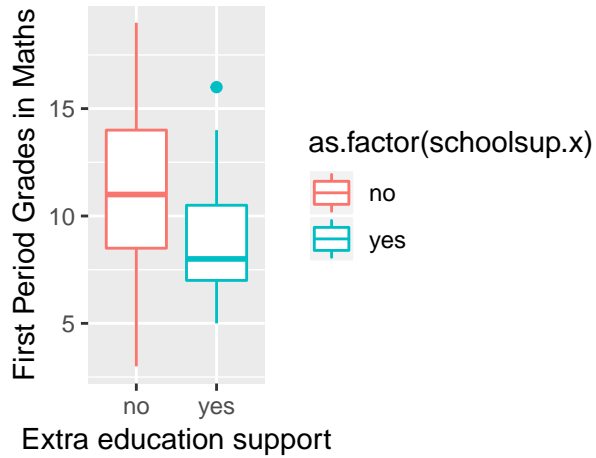 First Period Grades in Maths
15
10
5
no
yes
Extra education support
as.factor(schoolsup.x)
no
yes